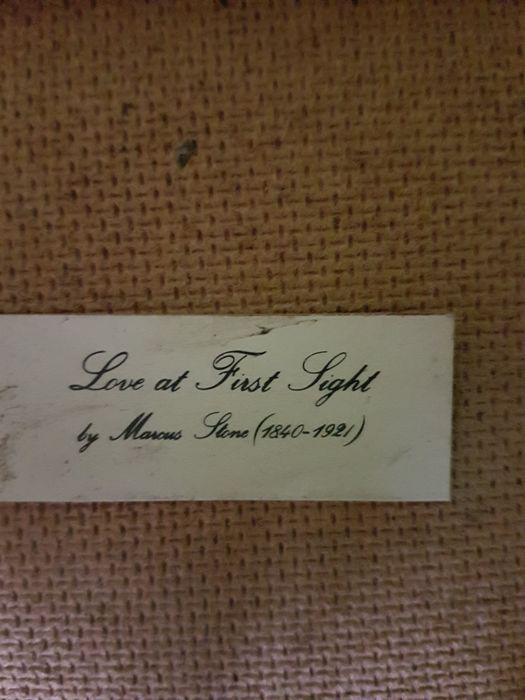 Love at First Sight
by Marcus Stone (1840-1921)